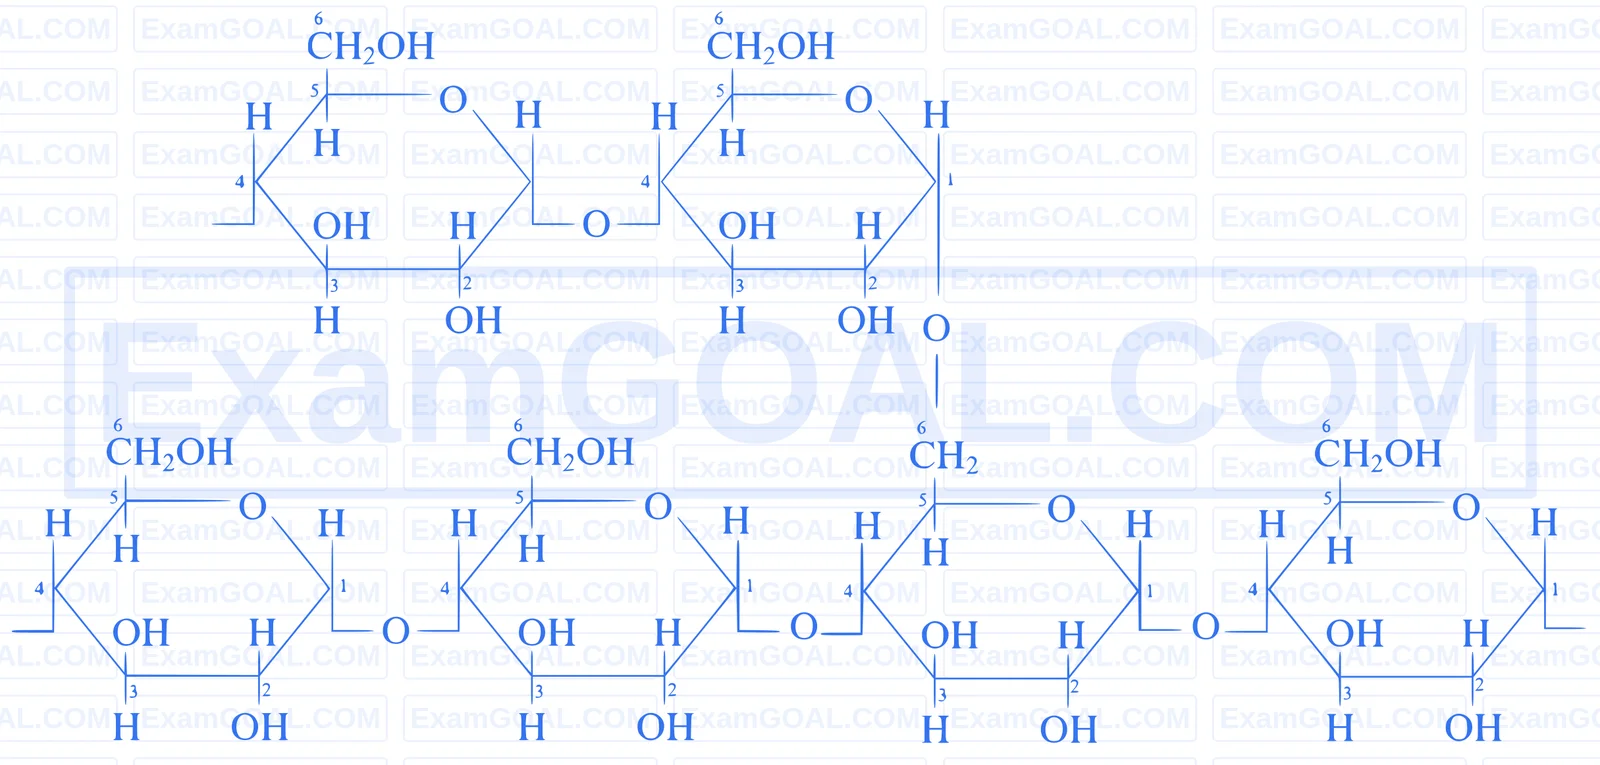 6 6
CH2OH CH2OH
5 O 5 O
H H H H
H H
4 4 1
OH H O OH H
3 2 3 2
H OH H OH O
6 6 6 6
CH2OH CH2OH CH2 CH2OH
5 O 5 O 5 O 5 O
H H H H H H H H
H H H H
4 1 4 1 4 1 4 1
OH H O OH H O OH H O OH H
3 2 3 2 3 2 3 2
H OH H OH H OH H OH
ExamGOAL.COM